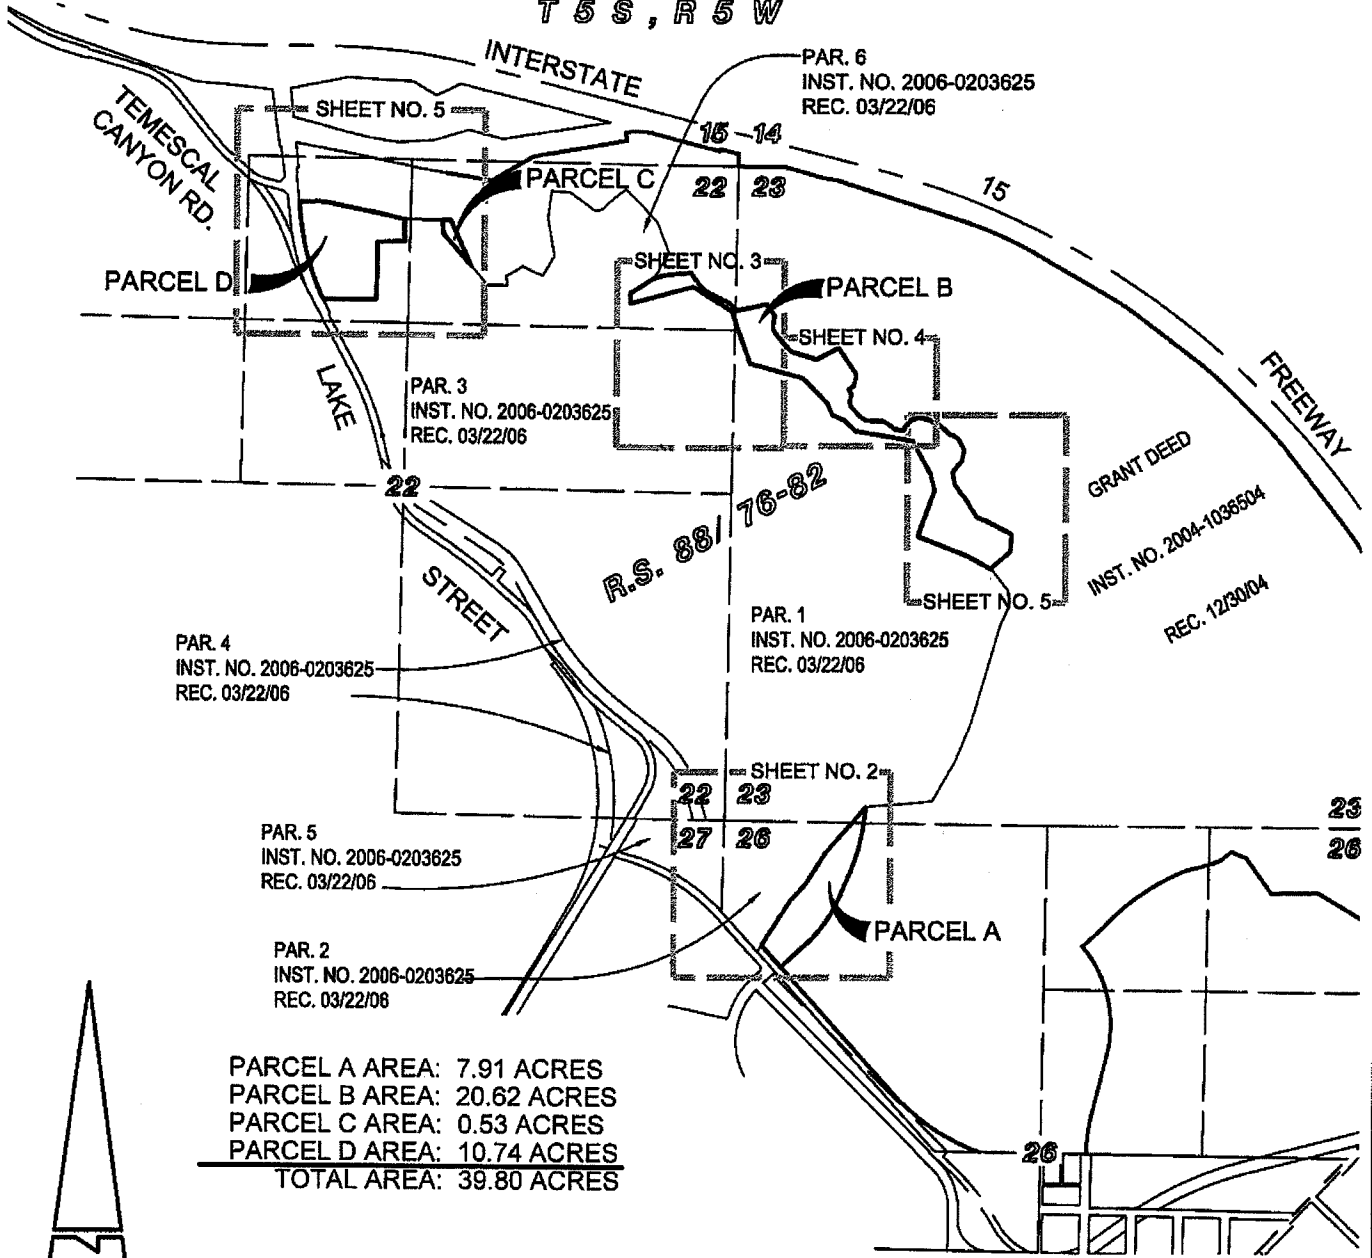 T 5 S, R 5 W
INTERSTATE
PAR. 6
INST. NO. 2006-0203625
REC. 03/22/06
TEMESCAL
CANYON RD.
SHEET NO. 5
15 14
22 23
15
PARCEL C
PARCEL D
SHEET NO. 3
PARCEL B
SHEET NO. 4
FREEWAY
LAKE
PAR. 3
INST. NO. 2006-0203625
REC. 03/22/06
GRANT DEED
INST. NO. 2004-1036504
REC. 12/30/04
22
R.S. 88/ 76-82
STREET
SHEET NO. 5
PAR. 1
INST. NO. 2006-0203625
REC. 03/22/06
PAR. 4
INST. NO. 2006-0203625
REC. 03/22/06
SHEET NO. 2
22 23
27 26
23
26
PAR. 5
INST. NO. 2006-0203625
REC. 03/22/06
PARCEL A
PAR. 2
INST. NO. 2006-0203625
REC. 03/22/06
PARCEL A AREA: 7.91 ACRES
PARCEL B AREA: 20.62 ACRES
PARCEL C AREA: 0.53 ACRES
PARCEL D AREA: 10.74 ACRES
TOTAL AREA: 39.80 ACRES
26